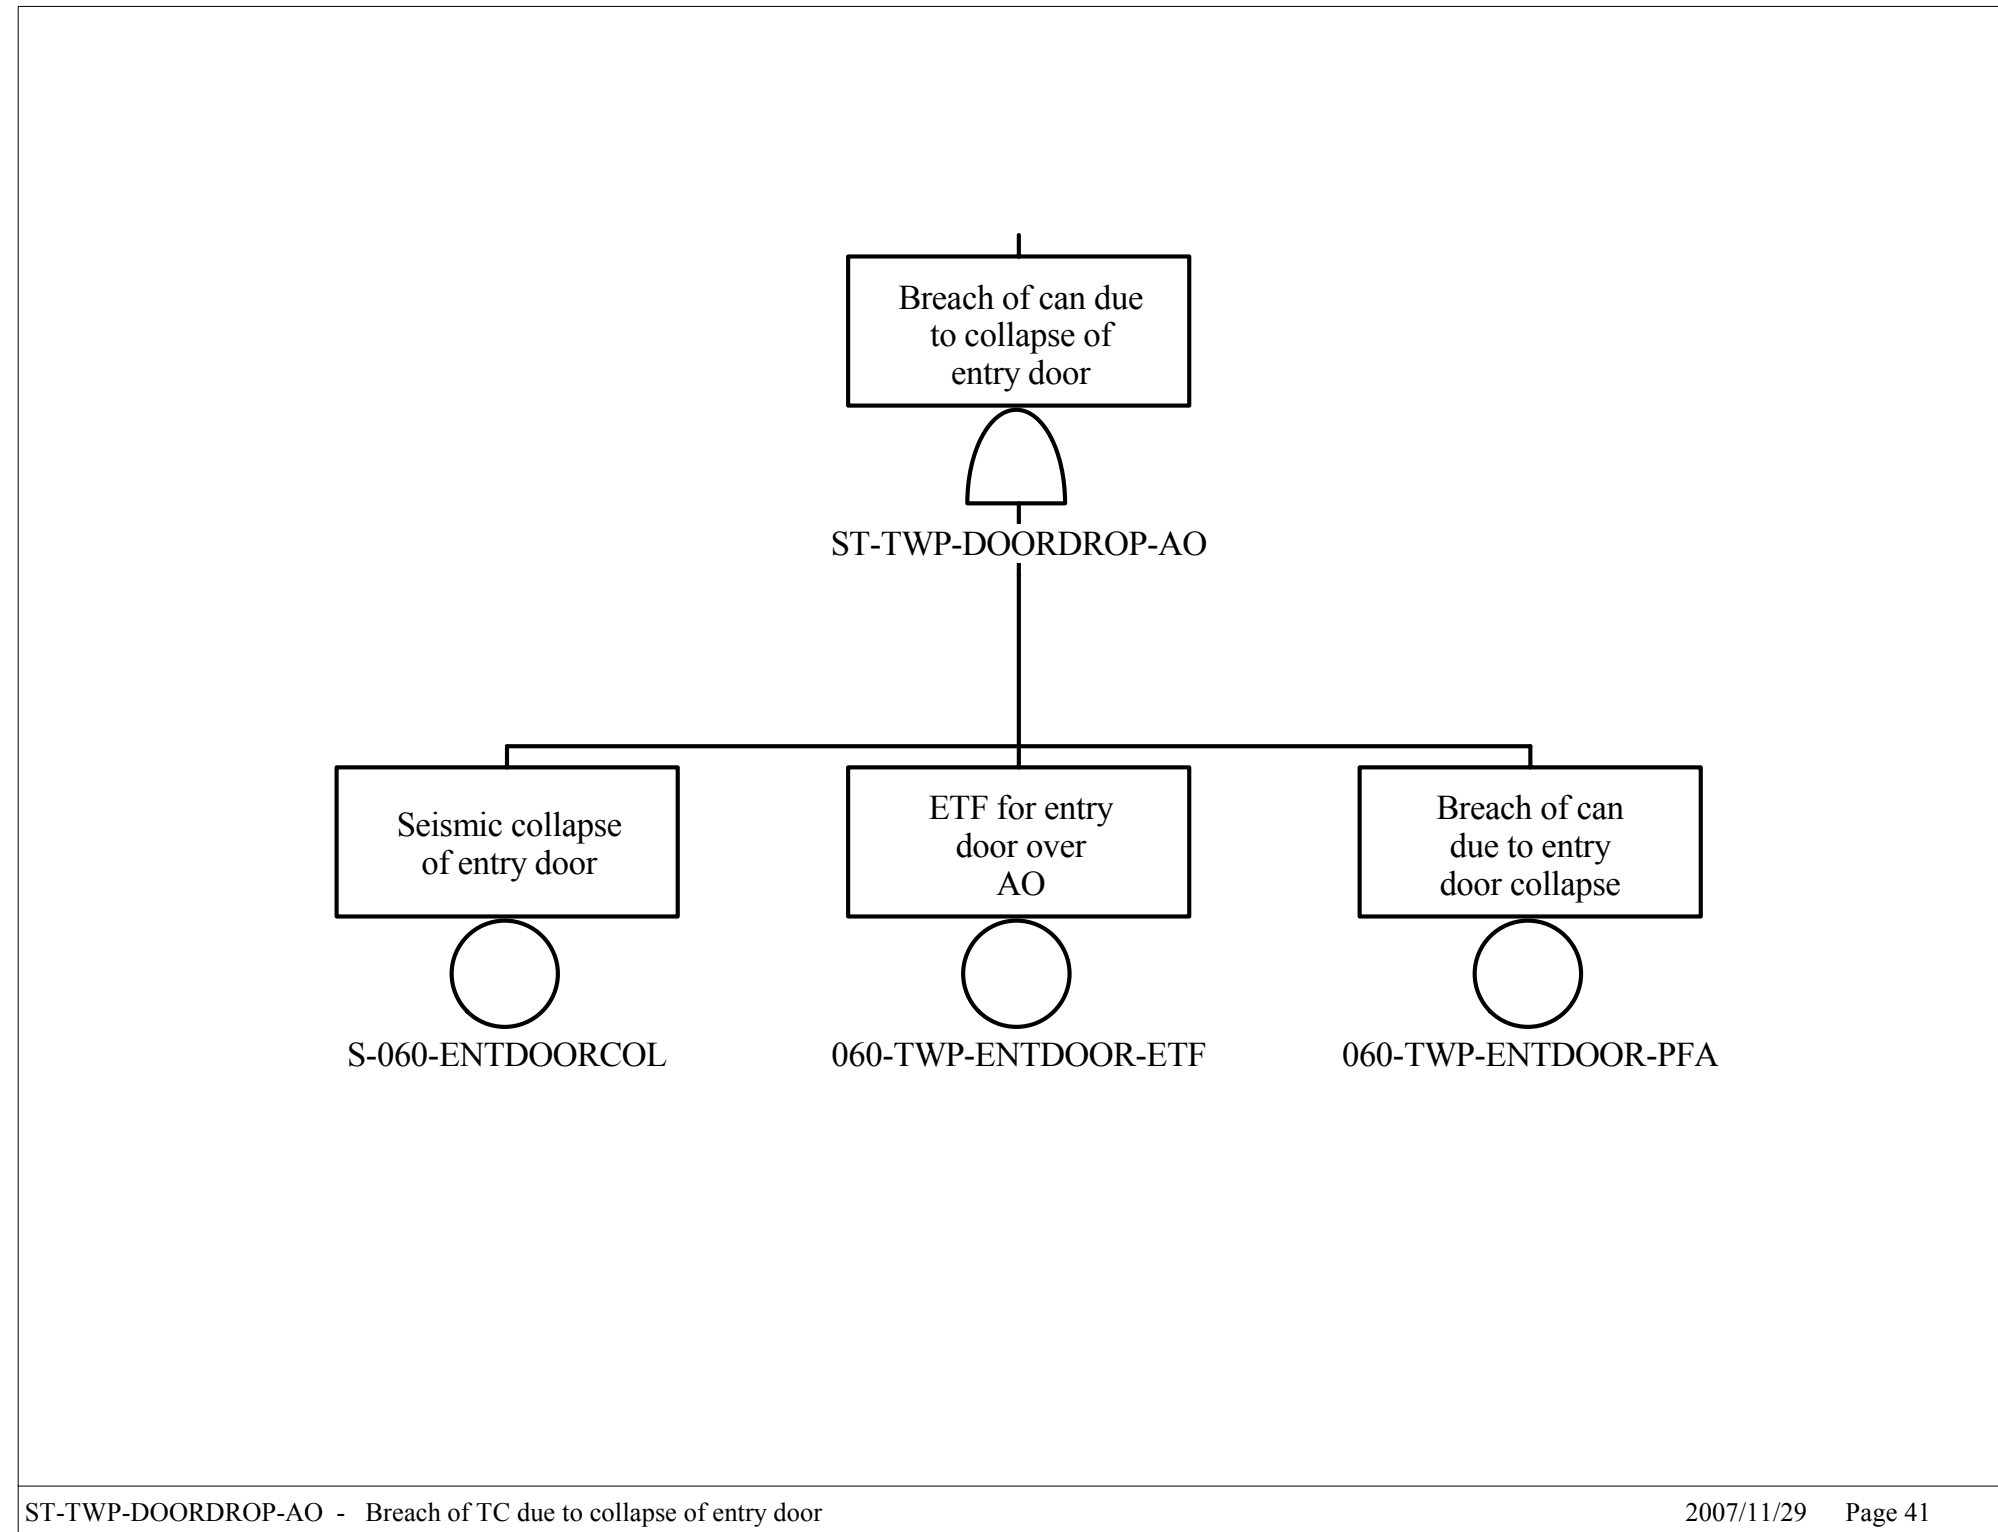 Breach of can due
to collapse of
entry door
ST-TWP-DOORDROP-AO
Seismic collapse
of entry door
S-060-ENTDOORCOL
ETF for entry
door over
AO
060-TWP-ENTDOOR-ETF
Breach of can
due to entry
door collapse
060-TWP-ENTDOOR-PFA
ST-TWP-DOORDROP-AO - Breach of TC due to collapse of entry door
2007/11/29 Page 41